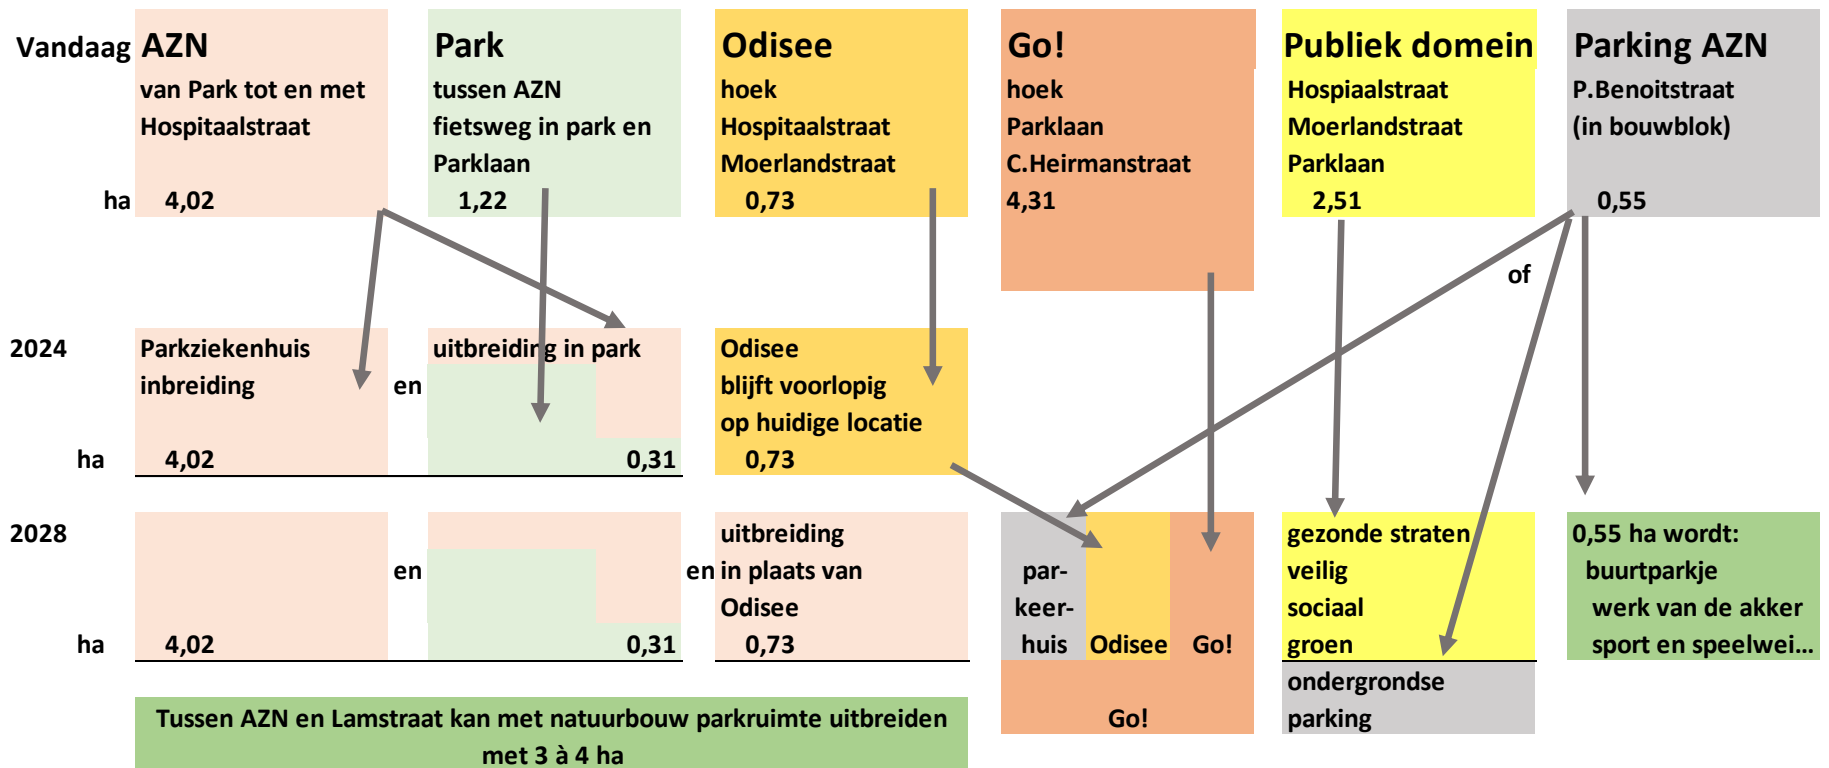 Vandaag
AZN
van Park tot en met
Hospitaalstraat
ha
4,02
Park
tussen AZN
fietsweg in park en
Parklaan
1,22
Odisee
hoek
Hospitaalstraat
Moerlandstraat
0,73
Go!
hoek
Parklaan
C.Heirmanstraat
4,31
Publiek domein
Hospiaalstraat
Moerlandstraat
Parklaan
2,51
Parking AZN
P.Benoitstraat
(in bouwblok)
0,55
of
2024
Parkziekenhuis
inbreiding
ha
4,02
en
uitbreiding in park
0,31
Odisee
blijft voorlopig
op huidige locatie
0,73
2028
ha
4,02
en
0,31
en
uitbreiding
in plaats van
Odisee
0,73
par-
keer-
huis
Odisee
Go!
Go!
gezonde straten
veilig
sociaal
groen
ondergrondse
parking
0,55 ha wordt:
buurtparkje
werk van de akker
sport en speelwei...
Tussen AZN en Lamstraat kan met natuurbouw parkruimte uitbreiden
met 3 à 4 ha